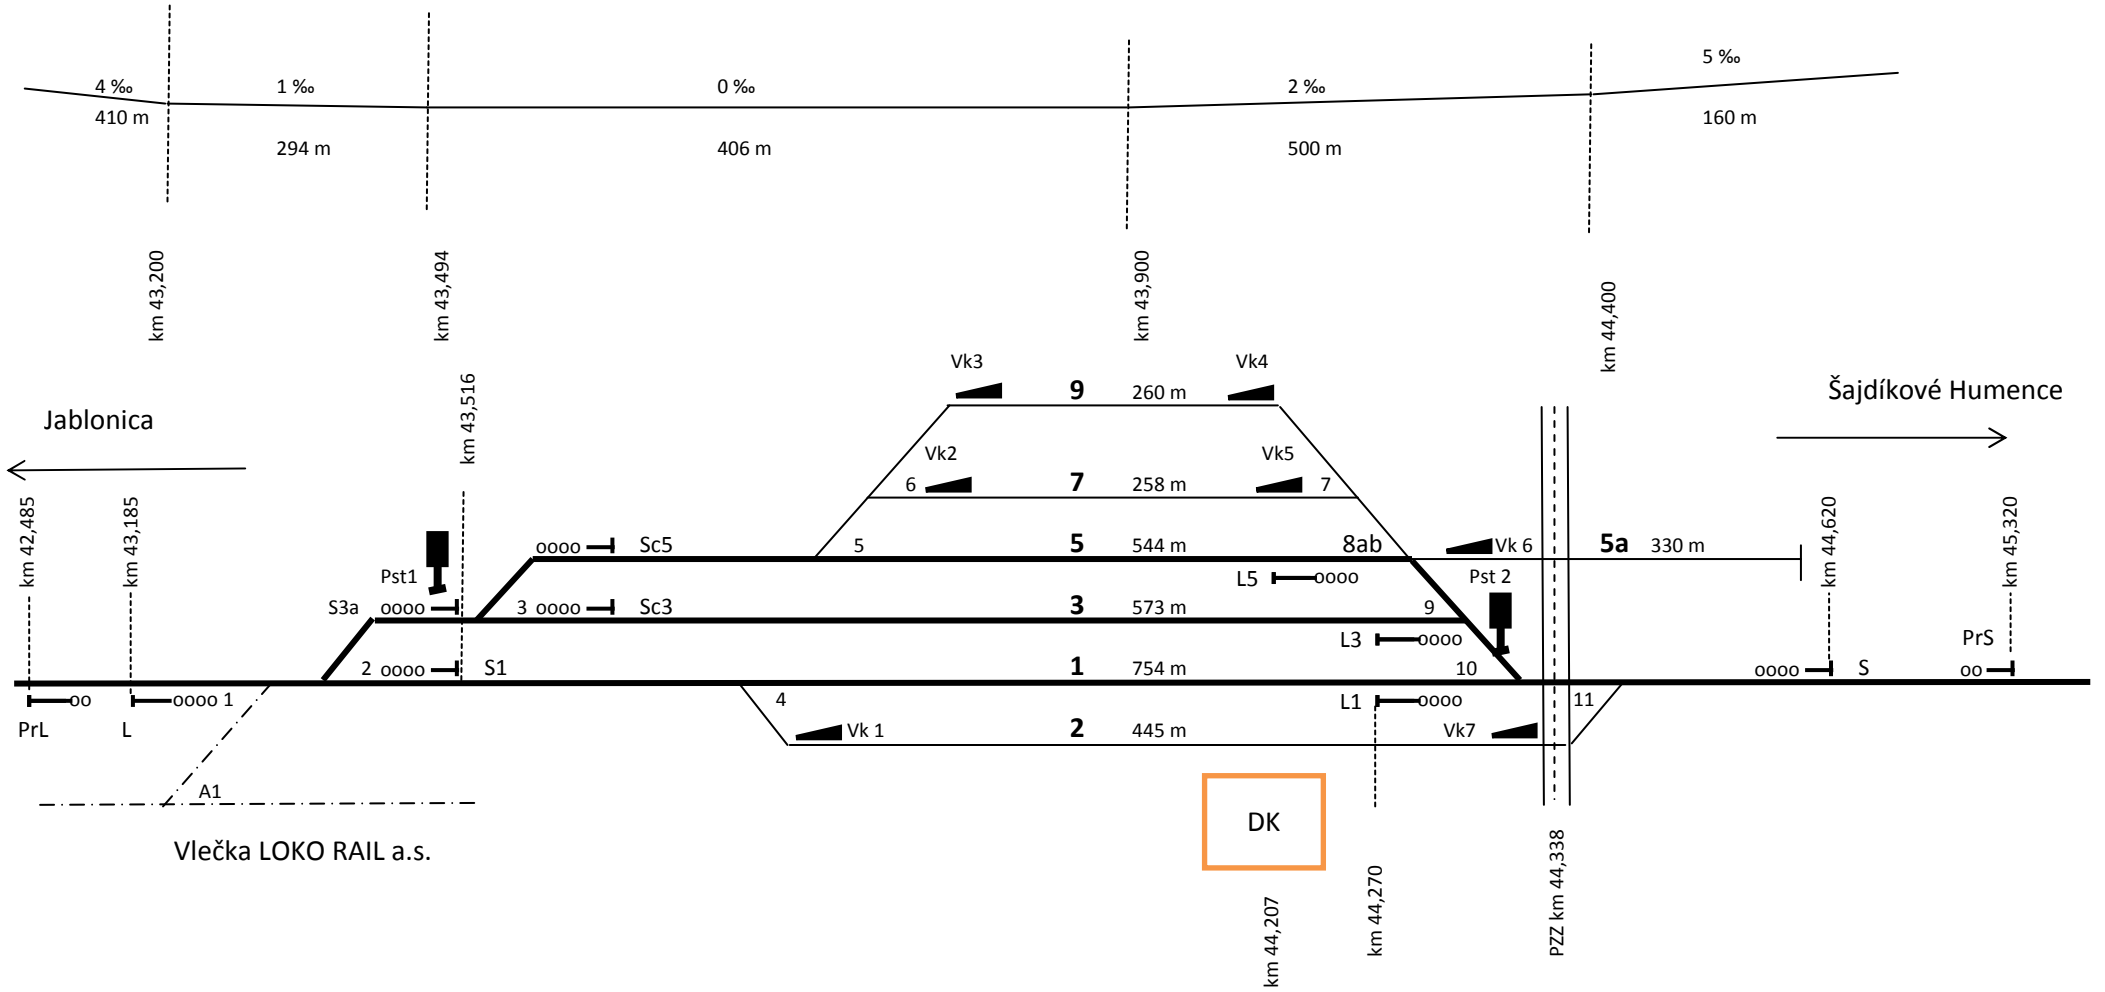 4 ‰
410 m
1 ‰
294 m
0 ‰
406 m
2 ‰
500 m
5 ‰
160 m
km 43,200
km 43,494
km 43,900
km 44,400
Jablonica
Šajdíkové Humence
km 43,516
Vk3
9
260 m
Vk4
Vk2
6
7
258 m
Vk5
7
km 42,485
km 43,185
oooo
Sc5
5
5
544 m
8ab
Vk 6
5a
330 m
km 44,620
km 45,320
Pst1
L5
oooo
Pst 2
S3a
oooo
3 oooo
Sc3
3
573 m
9
L3
oooo
PrS
2 oooo
S1
1
754 m
10
oooo
S
oo
oo
oooo 1
PrL
L
4
L1
oooo
11
Vk 1
2
445 m
Vk7
A1
DK
Vlečka LOKO RAIL a.s.
km 44,207
km 44,270
PZZ km 44,338